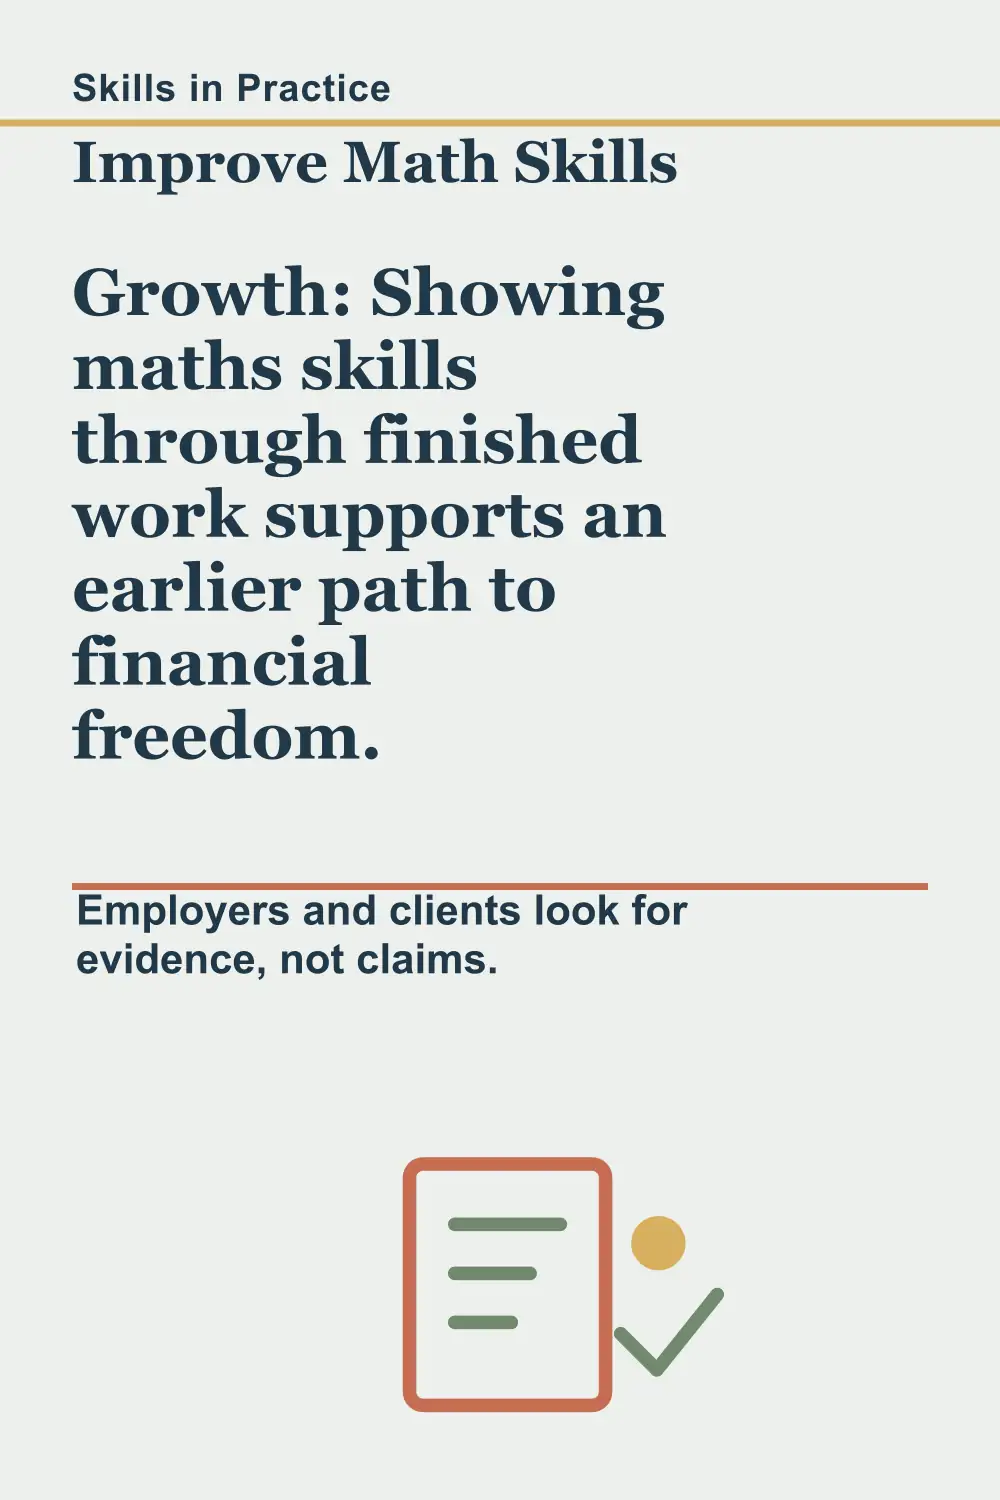 Skills in Practice
Improve Math Skills
Growth: Showing
maths skills
through finished
work supports an
earlier path to
financial
freedom.
Employers and clients look for
evidence, not claims.